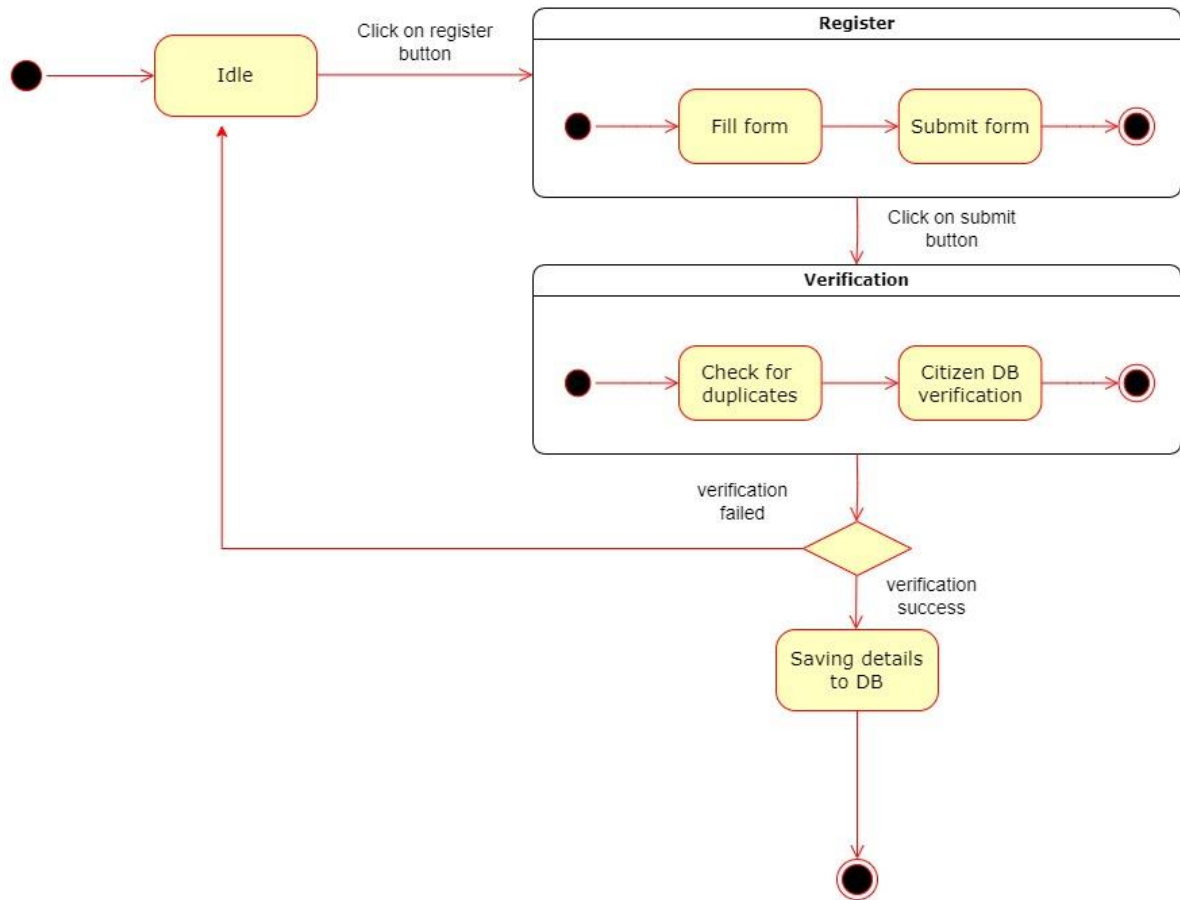 Register
Click on register
button
Idle
Fill form
Submit form
Click on submit
button
Verification
Check for
duplicates
Citizen DB
verification
verification
failed
verification
success
Saving details
to DB